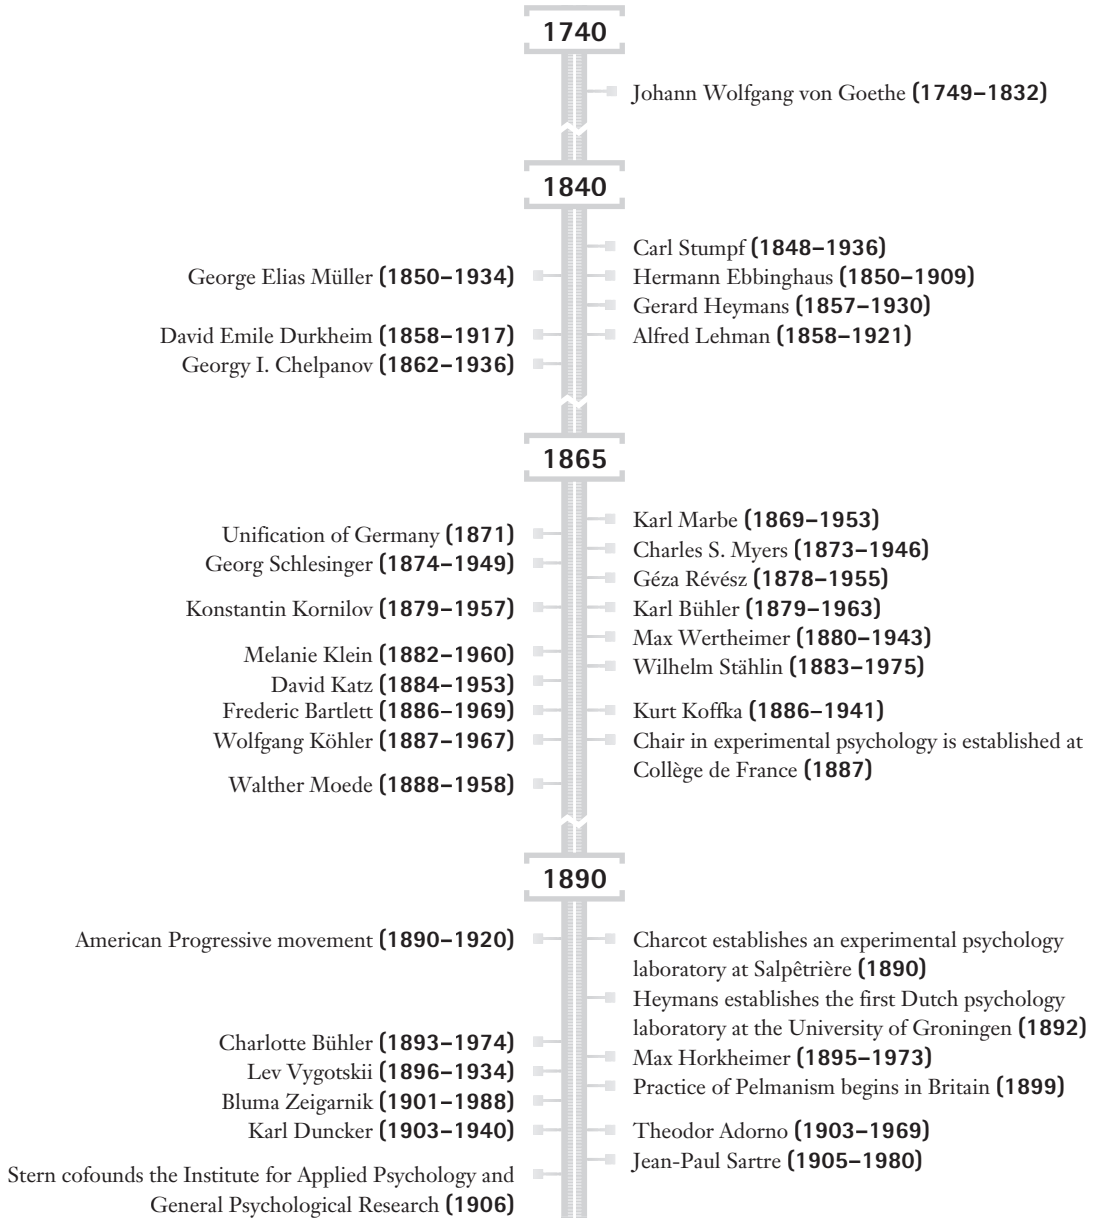 1740
Johann Wolfgang von Goethe (1749–1832)
1840
Carl Stumpf (1848–1936)
George Elias Müller (1850–1934)
Hermann Ebbinghaus (1850–1909)
Gerard Heymans (1857–1930)
David Emile Durkheim (1858–1917)
Alfred Lehman (1858–1921)
Georgy I. Chelpanov (1862–1936)
1865
Karl Marbe (1869–1953)
Unification of Germany (1871)
Charles S. Myers (1873–1946)
Georg Schlesinger (1874–1949)
Géza Révész (1878–1955)
Konstantin Kornilov (1879–1957)
Karl Bühler (1879–1963)
Max Wertheimer (1880–1943)
Melanie Klein (1882–1960)
Wilhelm Stählin (1883–1975)
David Katz (1884–1953)
Frederic Bartlett (1886–1969)
Kurt Koffka (1886–1941)
Wolfgang Köhler (1887–1967)
Chair in experimental psychology is established at
Collège de France (1887)
Walther Moede (1888–1958)
1890
American Progressive movement (1890–1920)
Charcot establishes an experimental psychology
laboratory at Salpêtrière (1890)
Heymans establishes the first Dutch psychology
laboratory at the University of Groningen (1892)
Charlotte Bühler (1893–1974)
Max Horkheimer (1895–1973)
Lev Vygotskii (1896–1934)
Practice of Pelmanism begins in Britain (1899)
Bluma Zeigarnik (1901–1988)
Karl Duncker (1903–1940)
Theodor Adorno (1903–1969)
Jean-Paul Sartre (1905–1980)
Stern cofounds the Institute for Applied Psychology and
General Psychological Research (1906)